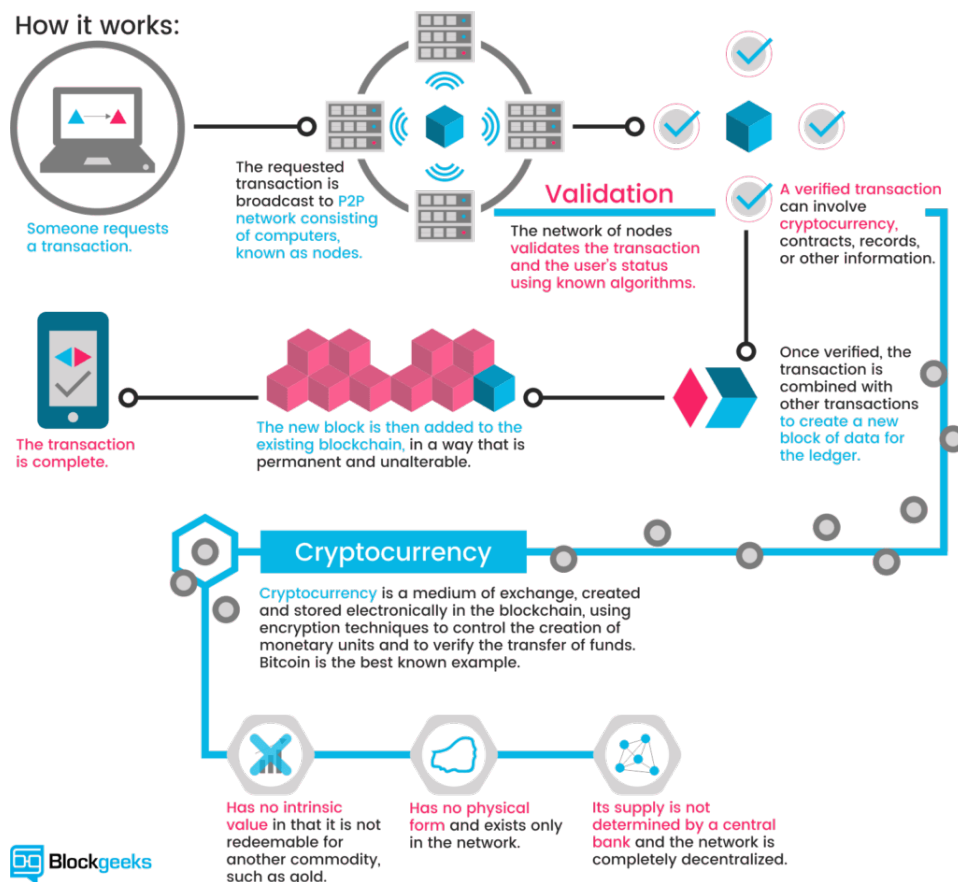 How it works:
Someone requests
a transaction.
The requested
transaction is
broadcast to P2P
network consisting
of computers,
known as nodes.
Validation
The network of nodes
validates the transaction
and the user's status
using known algorithms.
A verified transaction
can involve
cryptocurrency,
contracts, records,
or other information.
Once verified, the
transaction is
combined with
other transactions
to create a new
block of data for
the ledger.
The new block is then added to the
existing blockchain, in a way that is
permanent and unalterable.
The transaction
is complete.
Cryptocurrency
Cryptocurrency is a medium of exchange, created
and stored electronically in the blockchain, using
encryption techniques to control the creation of
monetary units and to verify the transfer of funds.
Bitcoin is the best known example.
Has no intrinsic
value in that it is not
redeemable for
another commodity,
such as gold.
Has no physical
form and exists only
in the network.
Its supply is not
determined by a central
bank and the network is
completely decentralized.
Blockgeeks